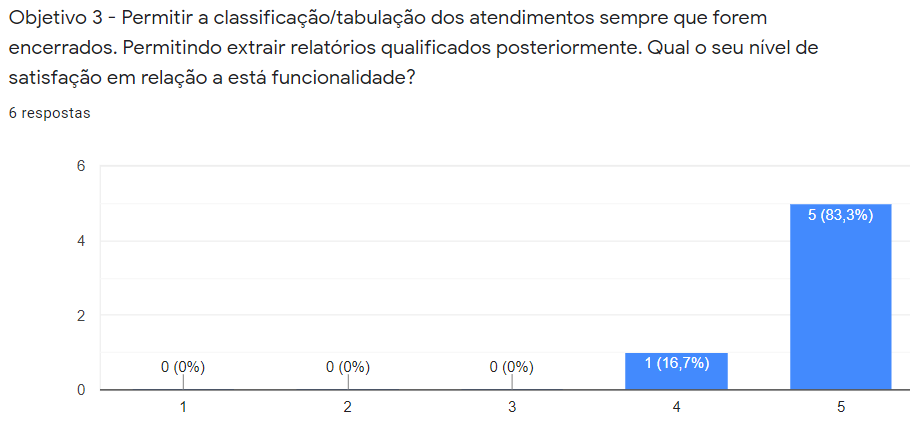 Objetivo 3 - Permitir a classificação/tabulação dos atendimentos sempre que forem
encerrados. Permitindo extrair relatórios qualificados posteriormente. Qual o seu nível de
satisfação em relação a está funcionalidade?
6 respostas
6
5 (83,3%)
4
2
0 (0%) 0 (0%) 0 (0%) 1 (16,7%)
0
1 2 3 4 5